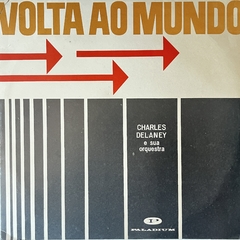 VOLTA AO MUNDO
CHARLES
DELANEY
e sua
orquestra
P
PALADIUM